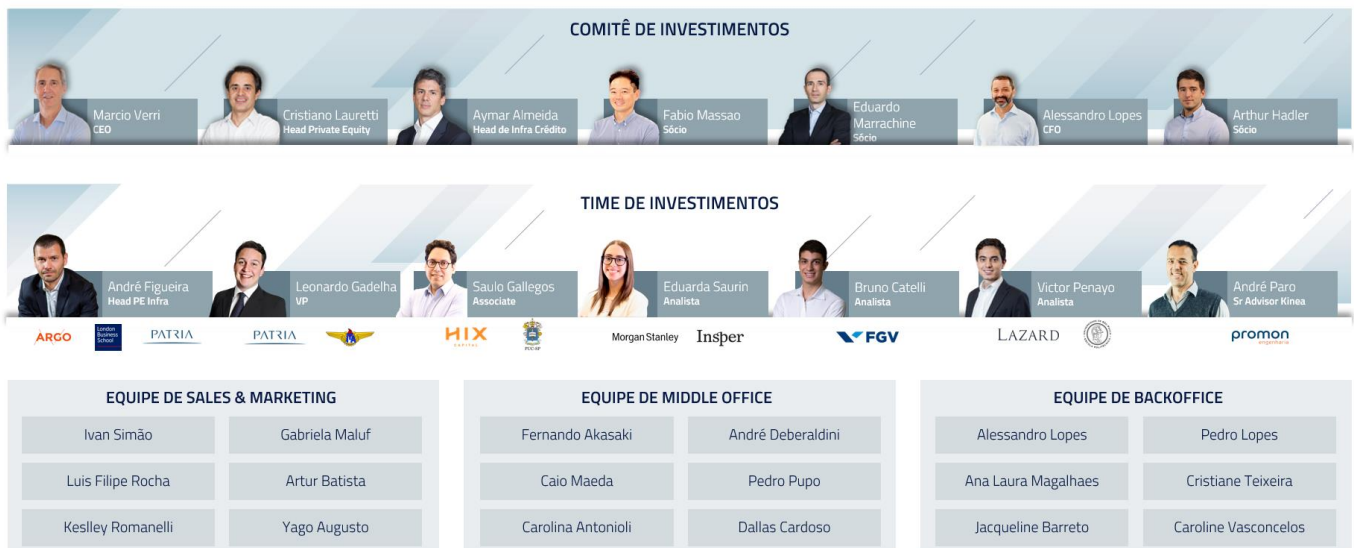 COMITÊ DE INVESTIMENTOS
Marcio Verri
CEO
Cristiano Lauretti
Head Private Equity
Aymar Almeida
Head de Infra Crédito
Fabio Massao
Sócio
Eduardo
Marrachine
Sócio
Alessandro Lopes
CFO
Arthur Hadler
Sócio
TIME DE INVESTIMENTOS
André Figueira
Head PE Infra
Leonardo Gadelha
VP
Saulo Gallegos
Associate
Eduarda Saurin
Analista
Bruno Catelli
Analista
Victor Penayo
Analista
André Paro
Sr Advisor Kinea
ARGO
London
Business
School
PATRIA
PATRIA
HIX
CAPITAL
PUC-SP
Morgan Stanley
Insper
FGV
LAZARD
promon
engenharia
EQUIPE DE SALES & MARKETING
Ivan Simão
Gabriela Maluf
Luis Filipe Rocha
Artur Batista
Keslley Romanelli
Yago Augusto
EQUIPE DE MIDDLE OFFICE
Fernando Akasaki
André Deberaldini
Caio Maeda
Pedro Pupo
Carolina Antonioli
Dallas Cardoso
EQUIPE DE BACKOFFICE
Alessandro Lopes
Pedro Lopes
Ana Laura Magalhaes
Cristiane Teixeira
Jacqueline Barreto
Caroline Vasconcelos